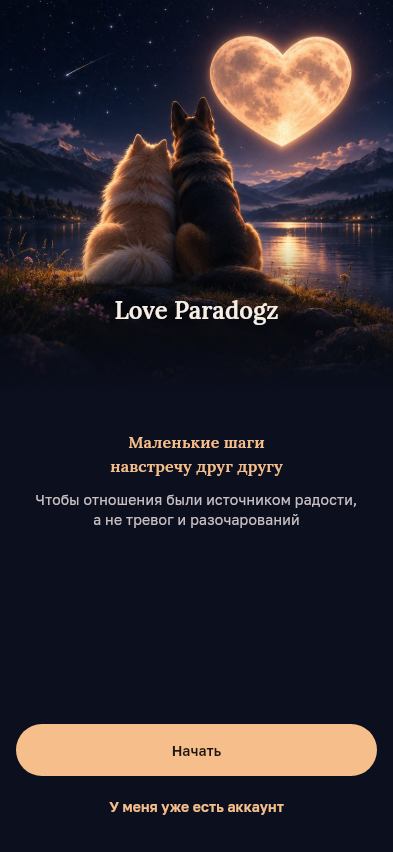 Love Paradogz
Маленькие шаги
навстречу друг другу
Чтобы отношения были источником радости,
а не тревог и разочарований
Начать
У меня уже есть аккаунт